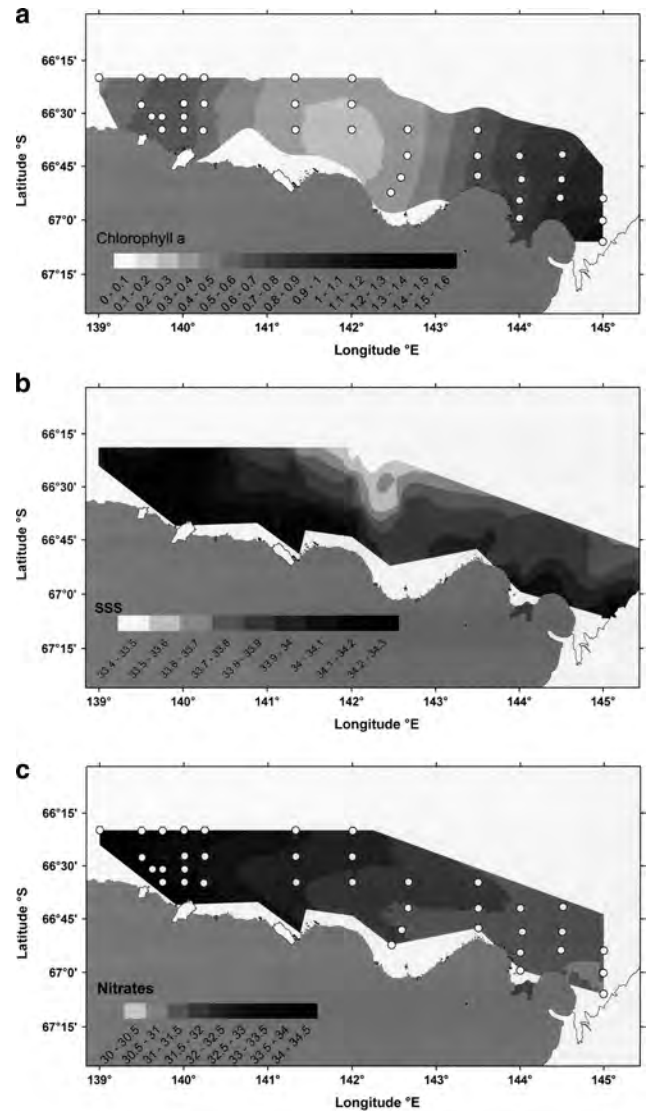 a
66°15'
66°30'
66°45'
67°0'
67°15'
Latitude °S
Chlorophyll a
0 - 0.1
0.1 - 0.2
0.2 - 0.3
0.3 - 0.4
0.4 - 0.5
0.5 - 0.6
0.6 - 0.7
0.7 - 0.8
0.8 - 0.9
0.9 - 1
1 - 1.1
1.1 - 1.2
1.2 - 1.3
1.3 - 1.4
1.4 - 1.5
1.5 - 1.6
139° 140° 141° 142° 143° 144° 145°
Longitude °E
b
66°15'
66°30'
66°45'
67°0'
67°15'
Latitude °S
SSS
33.4 - 33.5
33.5 - 33.6
33.6 - 33.7
33.7 - 33.8
33.8 - 33.9
33.9 - 34
34 - 34.1
34.1 - 34.2
34.2 - 34.3
139° 140° 141° 142° 143° 144° 145°
Longitude °E
c
66°15'
66°30'
66°45'
67°0'
67°15'
Latitude °S
Nitrates
30 - 30.5
30.5 - 31
31 - 31.5
31.5 - 32
32 - 32.5
32.5 - 33
33 - 33.5
33.5 - 34
34 - 34.5
139° 140° 141° 142° 143° 144° 145°
Longitude °E